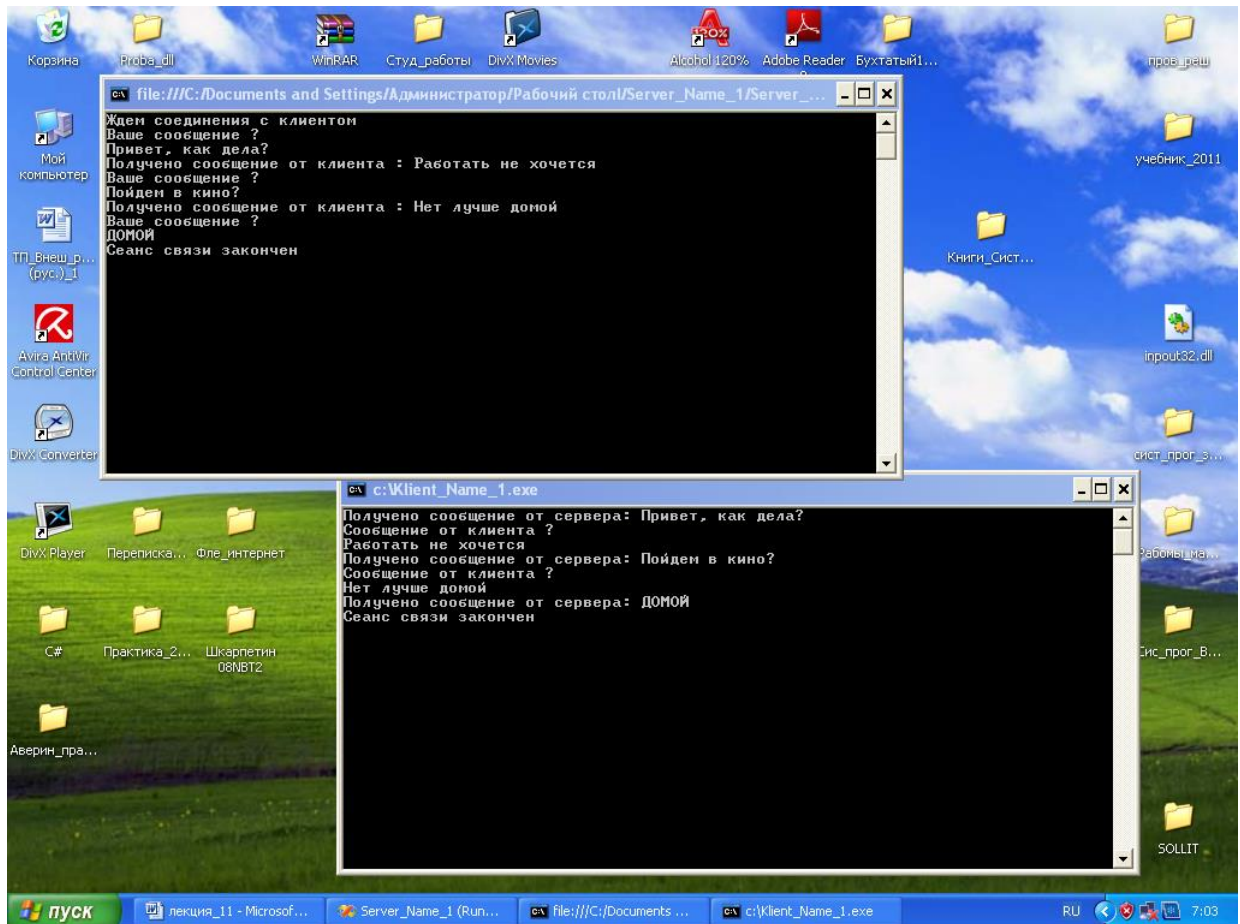 Корзина
Proba_dll
WinRAR
Студ_работы
DivX Movies
Alcohol 120%
Adobe Reader
Бухтатый1...
пров_реш
file:///C:/Documents and Settings/Администратор/Рабочий стол/Server_Name_1/Server_...
Ждем соединения с клиентом
Ваше сообщение ?
Привет, как дела?
Получено сообщение от клиента : Работать не хочется
Ваше сообщение ?
Пойдем в кино?
Получено сообщение от клиента : Нет лучше домой
Ваше сообщение ?
ДОМОЙ
Сеанс связи закончен
Мой
компьютер
учебник_2011
ТП_Внеш_р...
(рус.)_1
Книги_Сист...
Avira AntiVir
Control Center
inpout32.dll
DivX Converter
сист_прог_з...
c:\Klient_Name_1.exe
Получено сообщение от сервера: Привет, как дела?
Сообщение от клиента ?
Работать не хочется
Получено сообщение от сервера: Пойдем в кино?
Сообщение от клиента ?
Нет лучше домой
Получено сообщение от сервера: ДОМОЙ
Сеанс связи закончен
DivX Player
Переписка...
Фле_интернет
C#
Практика_2...
Шкарпетин
08NBT2
Сис_прог_В...
Аверин_пра...
SOLLIT
пуск
лекция_11 - Microsof...
Server_Name_1 (Run...
file:///C:/Documents ...
c:\Klient_Name_1.exe
RU
7:03